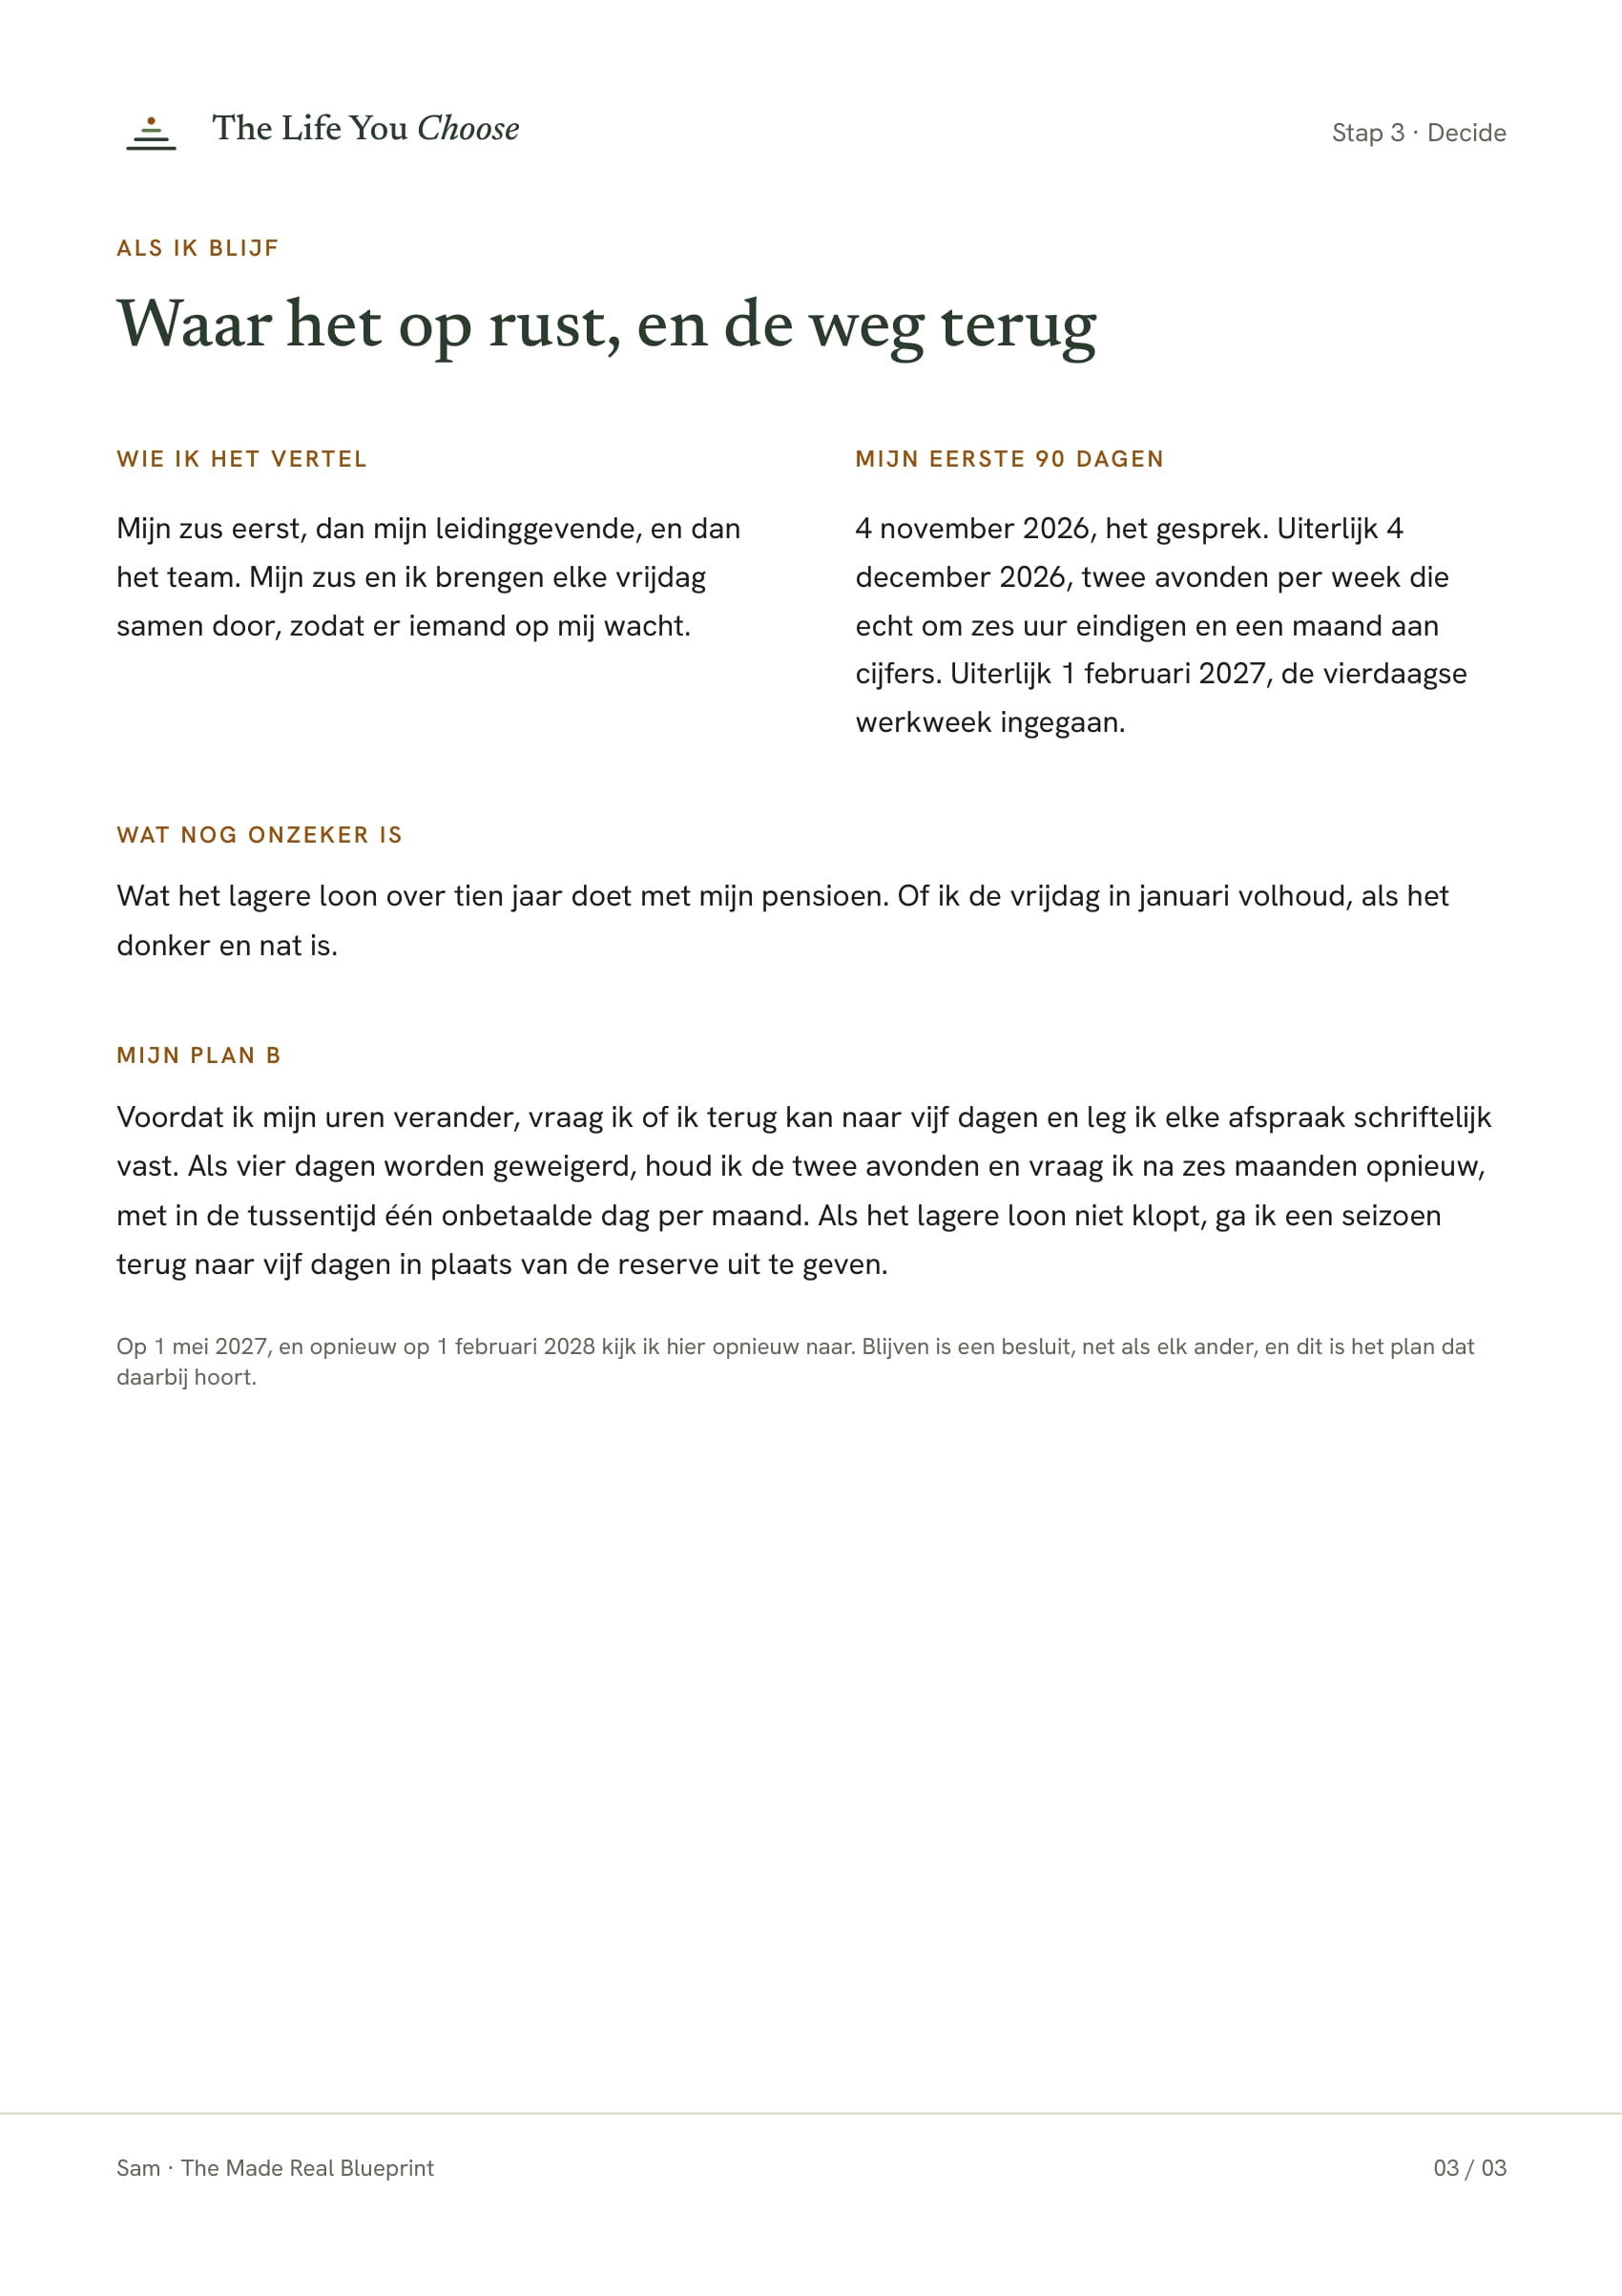 The Life You Choose
Stap 3 · Decide
ALS IK BLIJF
Waar het op rust, en de weg terug
WIE IK HET VERTEL
Mijn zus eerst, dan mijn leidinggevende, en dan
het team. Mijn zus en ik brengen elke vrijdag
samen door, zodat er iemand op mij wacht.
MIJN EERSTE 90 DAGEN
4 november 2026, het gesprek. Uiterlijk 4
december 2026, twee avonden per week die
echt om zes uur eindigen en een maand aan
cijfers. Uiterlijk 1 februari 2027, de vierdaagse
werkweek ingegaan.
WAT NOG ONZEKER IS
Wat het lagere loon over tien jaar doet met mijn pensioen. Of ik de vrijdag in januari volhoud, als het
donker en nat is.
MIJN PLAN B
Voordat ik mijn uren verander, vraag ik of ik terug kan naar vijf dagen en leg ik elke afspraak schriftelijk
vast. Als vier dagen worden geweigerd, houd ik de twee avonden en vraag ik na zes maanden opnieuw,
met in de tussentijd één onbetaalde dag per maand. Als het lagere loon niet klopt, ga ik een seizoen
terug naar vijf dagen in plaats van de reserve uit te geven.
Op 1 mei 2027, en opnieuw op 1 februari 2028 kijk ik hier opnieuw naar. Blijven is een besluit, net als elk ander, en dit is het plan dat
daarbij hoort.
Sam · The Made Real Blueprint
03 / 03